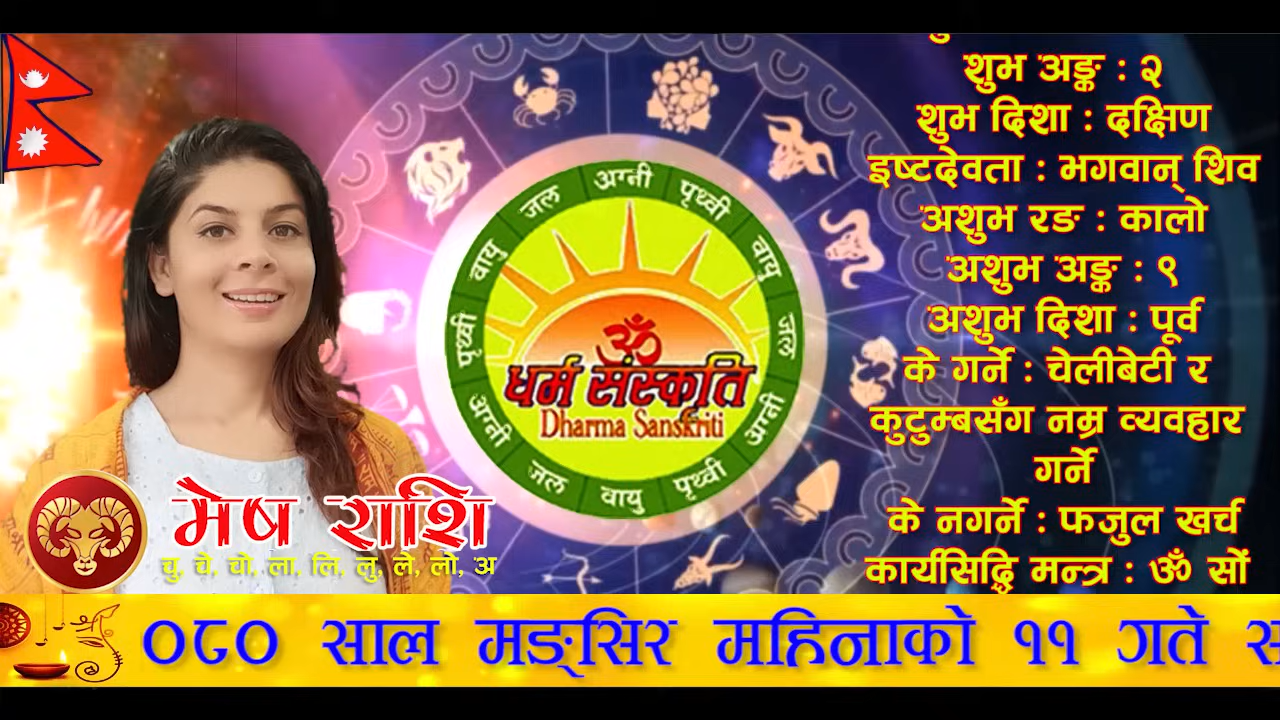 शुभ अङ्क : २
शुभ दिशा : दक्षिण
इष्टदेवता : भगवान् शिव
अशुभ रङ : कालो
अशुभ अङ्क : ९
अशुभ दिशा : पूर्व
के गर्ने : चेलीबेटी र
कुटुम्बसँग नम्र व्यवहार
गर्ने
के नगर्ने : फजुल खर्च
कार्यसिद्धि मन्त्र : ॐ सों
अग्नी
पृथ्वी
वायु
जल
अग्नी
पृथ्वी
वायु
जल
अग्नी
पृथ्वी
वायु
जल
ॐ
धर्म संस्कृति
Dharma Sanskriti
मेष राशि
चु, चे, चो, ला, लि, लु, ले, लो, अ
श्री
०८० साल मङ्सिर महिनाको ११ गते